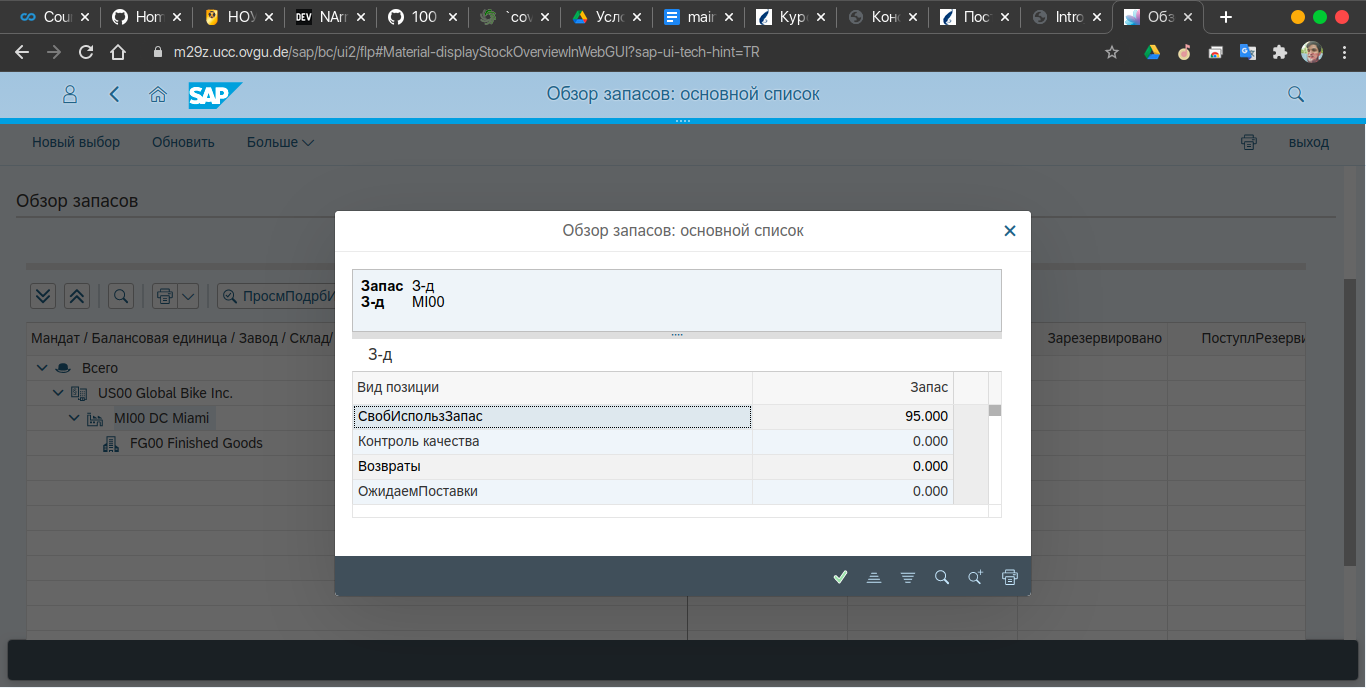 Cou
Hom
НОУ
DEV NArr
100
`cov
Усло
main
Кур
Кон
Пос
Intro
Обз
m29z.ucc.ovgu.de/sap/bc/ui2/flp#Material-displayStockOverviewInWebGUI?sap-ui-tech-hint=TR
SAP Обзор запасов: основной список
Новый выбор Обновить Больше выход
Обзор запасов
ПросмПодрбИ
Мандат / Балансовая единица / Завод / Склад/ Зарезервировано ПоступлРезерви
Всего
US00 Global Bike Inc.
MI00 DC Miami
FG00 Finished Goods
Обзор запасов: основной список
Запас З-д
З-д MI00
З-д
Вид позиции Запас
СвобИспользЗапас 95.000
Контроль качества 0.000
Возвраты 0.000
ОжидаемПоставки 0.000